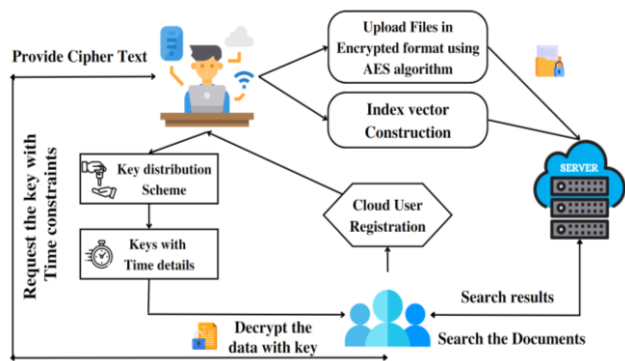 Provide Cipher Text
Upload Files in
Encrypted format using
AES algorithm
Index vector
Construction
Request the key with
Time constraints
Key distribution
Scheme
Keys with
Time details
Cloud User
Registration
SERVER
Search results
Search the Documents
Decrypt the
data with key